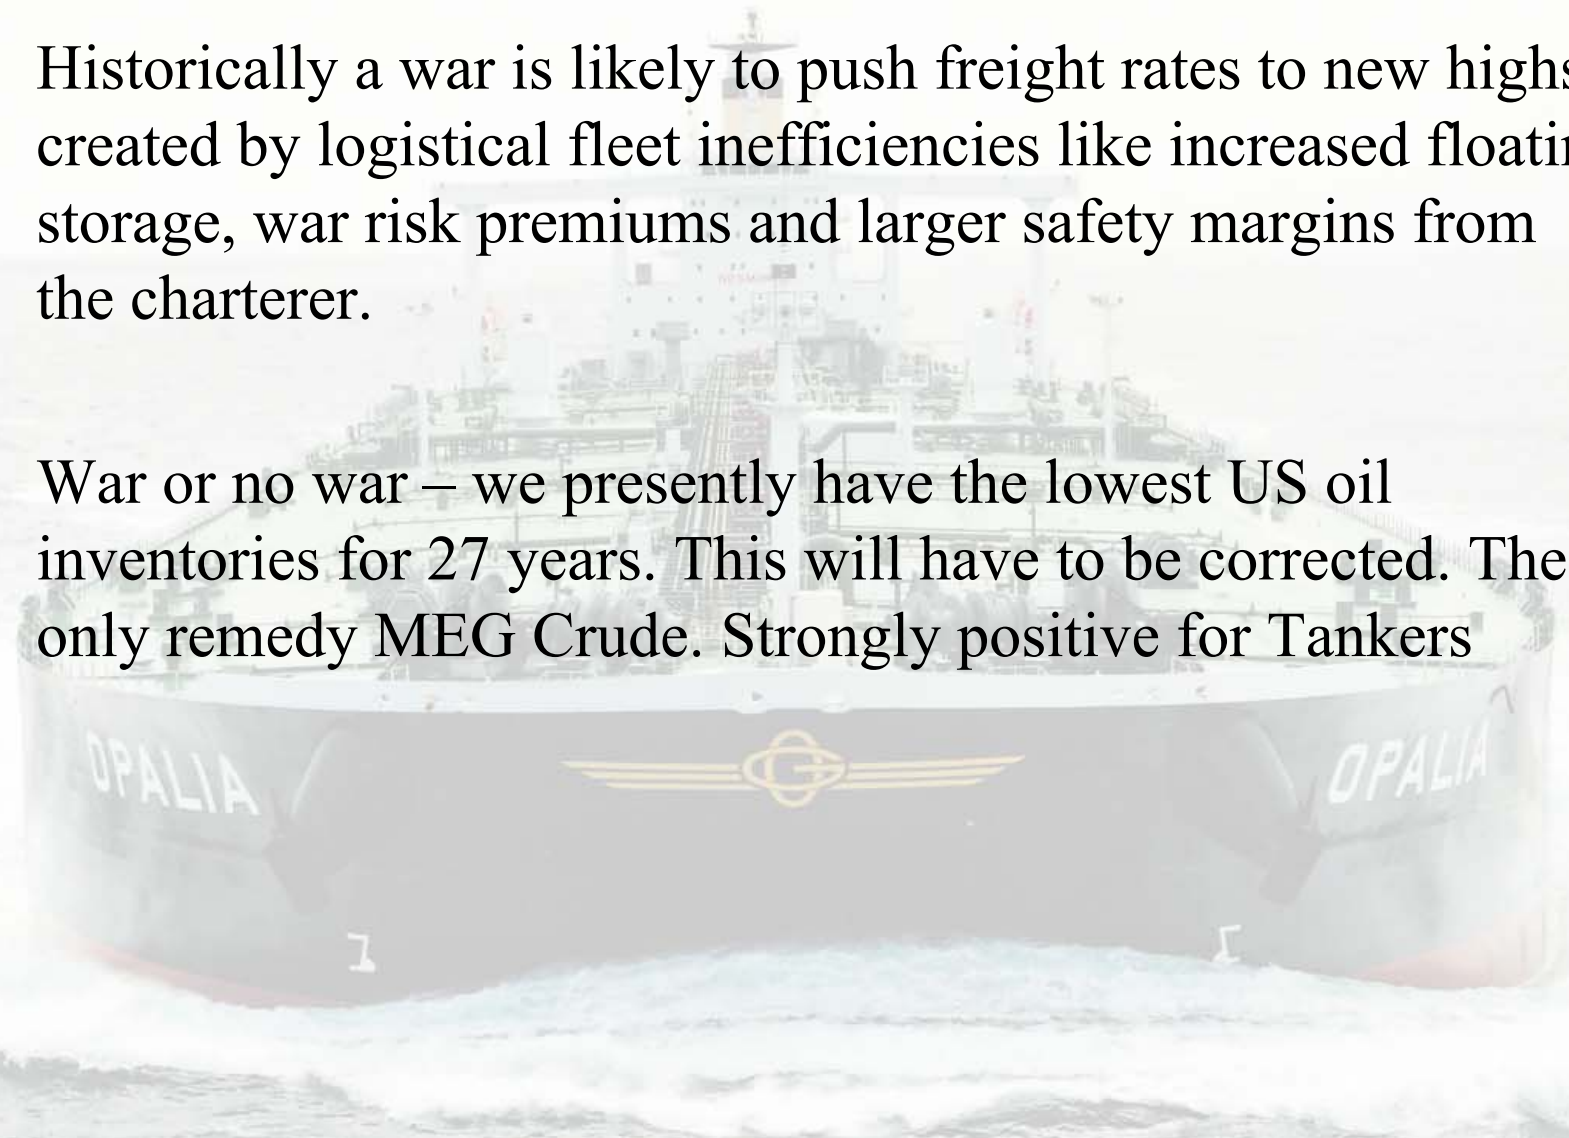 Historically a war is likely to push freight rates to new highs
created by logistical fleet inefficiencies like increased floatin
storage, war risk premiums and larger safety margins from
the charterer.
War or no war – we presently have the lowest US oil
inventories for 27 years. This will have to be corrected. The
only remedy MEG Crude. Strongly positive for Tankers
OPALIA
OPALIA